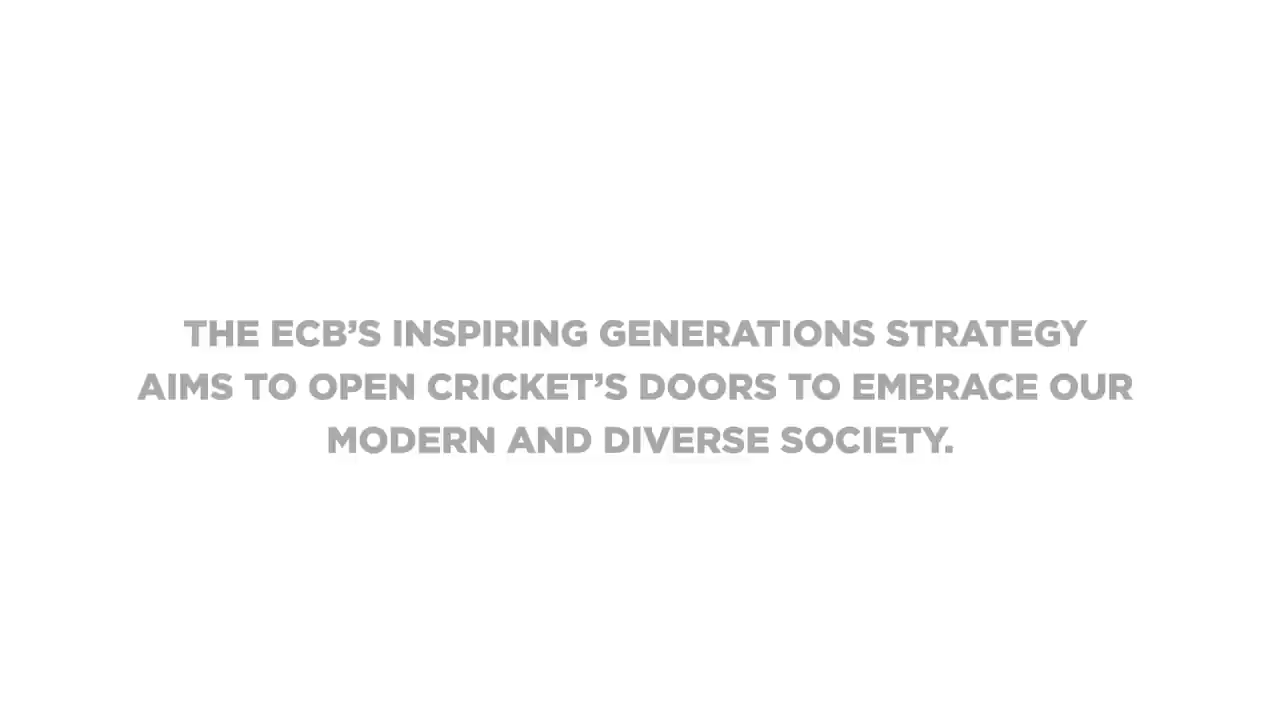 THE ECB’S INSPIRING GENERATIONS STRATEGY
AIMS TO OPEN CRICKET’S DOORS TO EMBRACE OUR
MODERN AND DIVERSE SOCIETY.